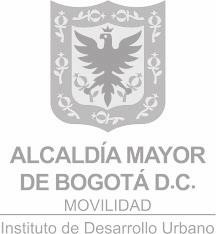 ALCALDÍA MAYOR
DE BOGOTÁ D.C.
MOVILIDAD
Instituto de Desarrollo Urbano